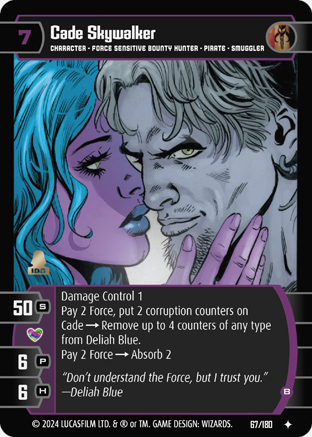 7
Cade Skywalker
CHARACTER - FORCE SENSITIVE BOUNTY HUNTER - PIRATE - SMUGGLER
50 S
6 P
6 H
Damage Control 1
Pay 2 Force, put 2 corruption counters on
Cade → Remove up to 4 counters of any type
from Deliah Blue.
Pay 2 Force → Absorb 2
“Don’t understand the Force, but I trust you.”
—Deliah Blue
B
© 2024 LUCASFILM LTD. & ® OR TM. GAME DESIGN: WIZARDS.
67/180